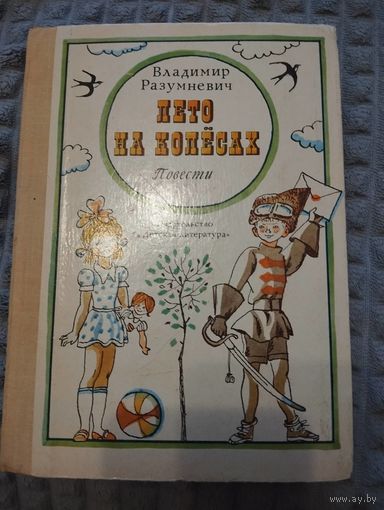 Владимир
Разумневич
ЛЕТО
НА КОЛЁСАХ
Повести
Издательство
«Детская литература»
www.ay.by